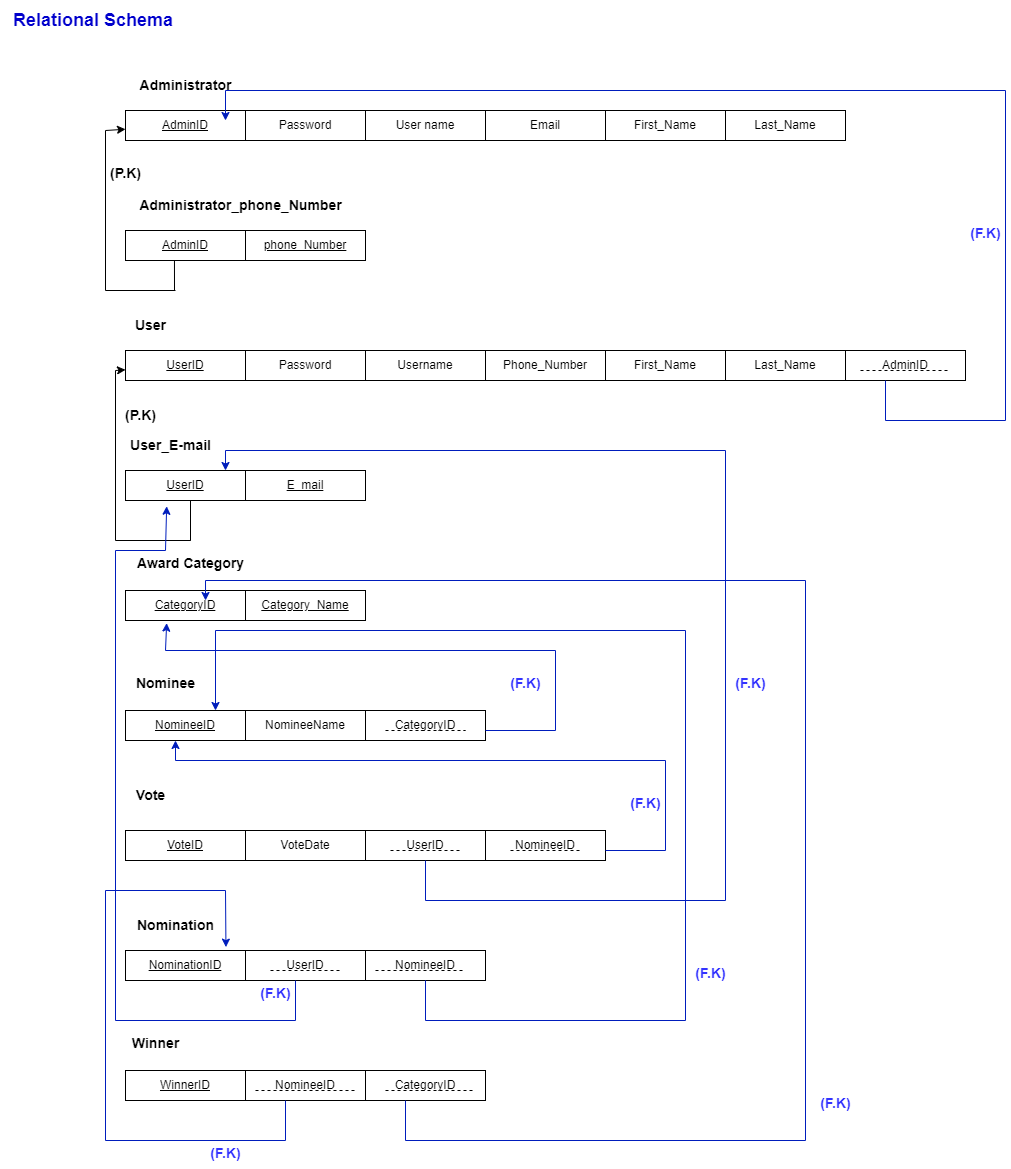 Relational Schema
Administrator
AdminID Password User name Email First_Name Last_Name
(P.K)
Administrator_phone_Number
(F.K)
AdminID phone_Number
User
UserID Password Username Phone_Number First_Name Last_Name AdminID
(P.K)
User_E-mail
UserID E_mail
Award Category
CategoryID Category_Name
Nominee (F.K) (F.K)
NomineeID NomineeName CategoryID
Vote (F.K)
VoteID VoteDate UserID NomineeID
Nomination
NominationID UserID NomineeID
(F.K)
(F.K)
Winner
WinnerID NomineeID CategoryID
(F.K)
(F.K)